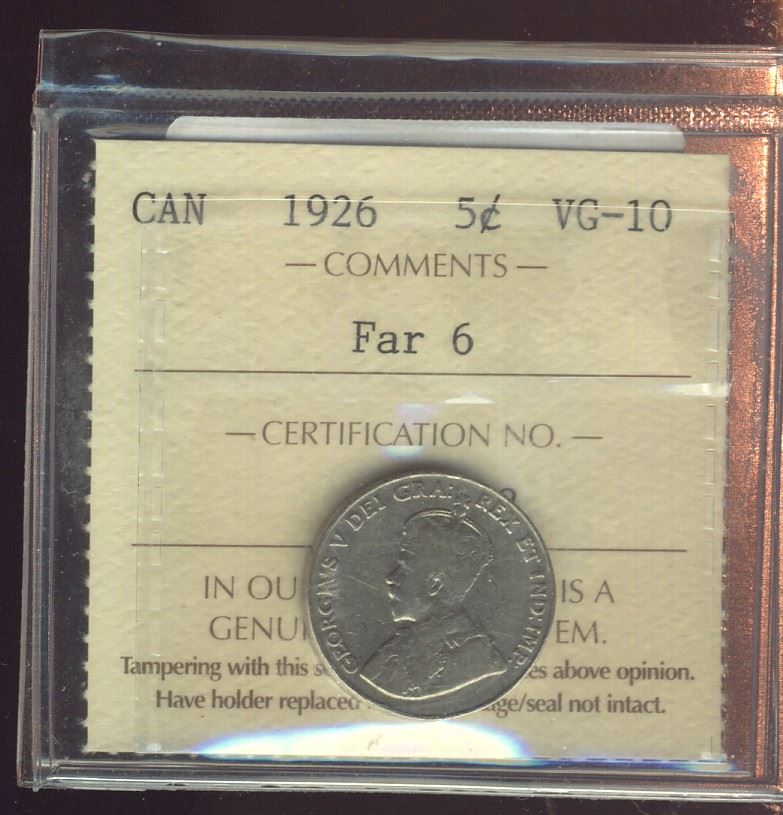 CAN 1926 5¢ VG-10
— COMMENTS —
Far 6
— CERTIFICATION NO. —
GEORGIVS V DEI GRA: REX ET IND: IMP:
IN OU IS A
GENUI EM.
Tampering with this s es above opinion.
Have holder replaced ge/seal not intact.